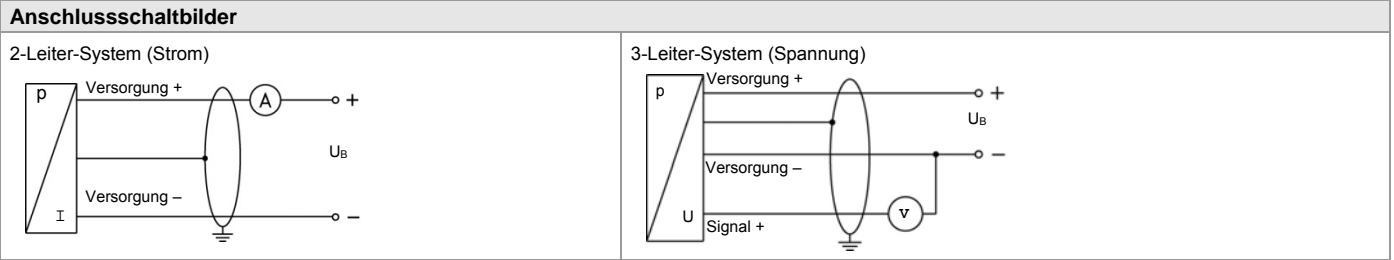 Anschlussschaltbilder
2-Leiter-System (Strom)
p
Versorgung +
A
+
UB
Versorgung –
I
–
3-Leiter-System (Spannung)
p
Versorgung +
+
UB
Versorgung –
–
U
V
Signal +